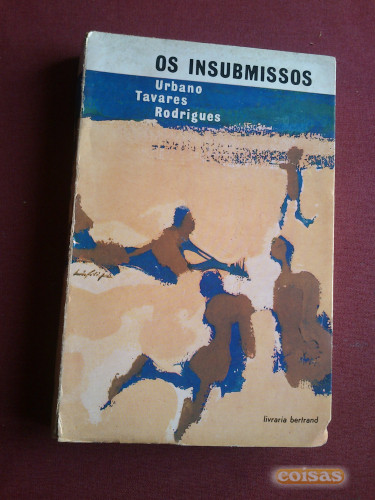 OS INSUBMISSOS
Urbano
Tavares
Rodrigues
livraria bertrand
coisas